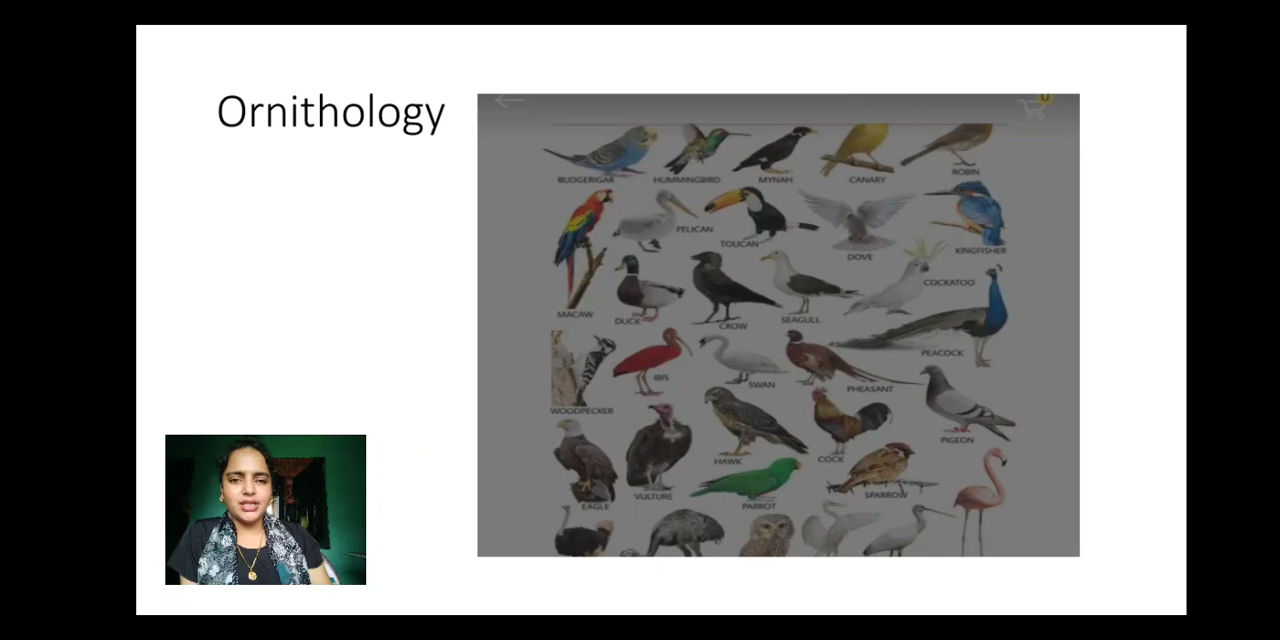 Ornithology
BUDGERIGAR HUMMINGBIRD MYNAH CANARY ROBIN
PELICAN
TOUCAN DOVE KINGFISHER
COCKATOO
MACAW DUCK CROW SEAGULL
PEACOCK
IBIS SWAN PHEASANT
WOODPECKER
PIGEON
HAWK COCK
VULTURE SPARROW
EAGLE PARROT